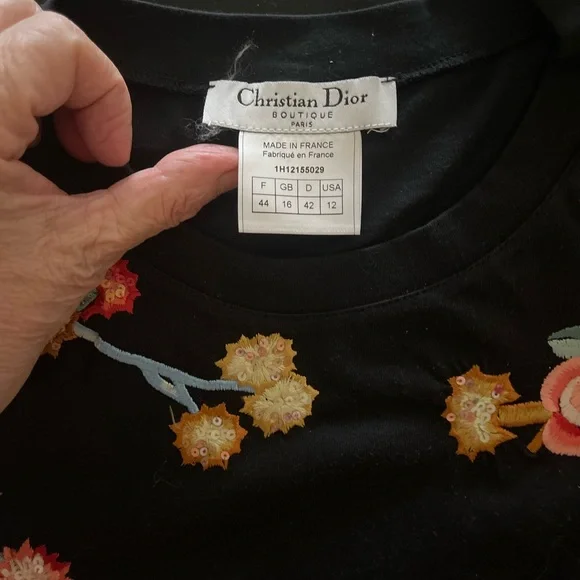 Christian Dior
BOUTIQUE
PARIS
MADE IN FRANCE
Fabriqué en France
1H12155029
F GB D USA
44 16 42 12